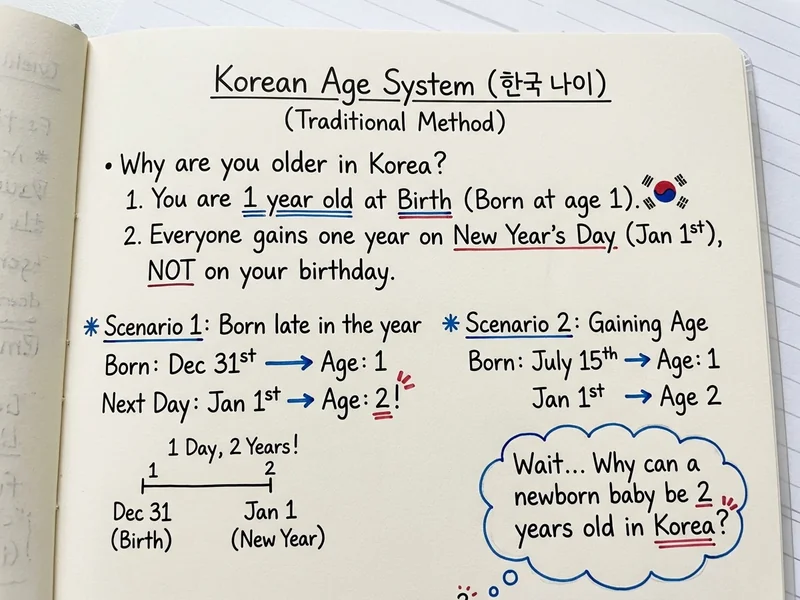 Korean Age System (한국 나이)
(Traditional Method)
• Why are you older in Korea?
1. You are 1 year old at Birth (Born at age 1).
2. Everyone gains one year on New Year's Day (Jan 1st),
NOT on your birthday.
* Scenario 1: Born late in the year
Born: Dec 31st → Age: 1
Next Day: Jan 1st → Age: 2!
1 Day, 2 Years!
1 2
Dec 31 Jan 1
(Birth) (New Year)
* Scenario 2: Gaining Age
Born: July 15th → Age: 1
Jan 1st → Age 2
Wait... Why can a
newborn baby be 2
years old in Korea?